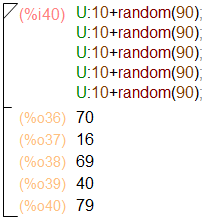 (%i40) U:10+random(90);
U:10+random(90);
U:10+random(90);
U:10+random(90);
U:10+random(90);
(%o36) 70
(%o37) 16
(%o38) 69
(%o39) 40
(%o40) 79